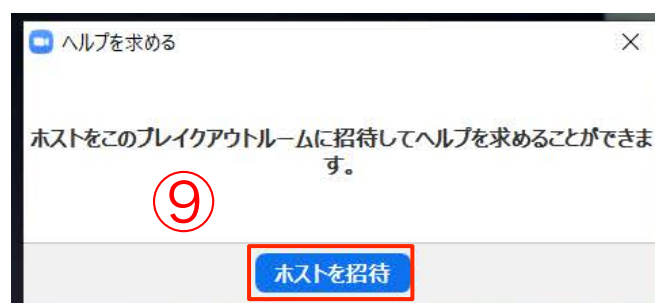 ヘルプを求める
ホストをこのブレイクアウトルームに招待してヘルプを求めることができま
す。
⑨
ホストを招待